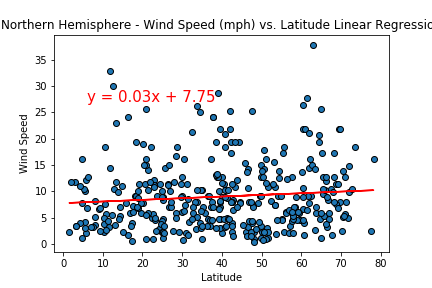 Northern Hemisphere - Wind Speed (mph) vs. Latitude Linear Regressio
35
30
25
20
15
10
5
0
Wind Speed
y = 0.03x + 7.75
0 10 20 30 40 50 60 70 80
Latitude